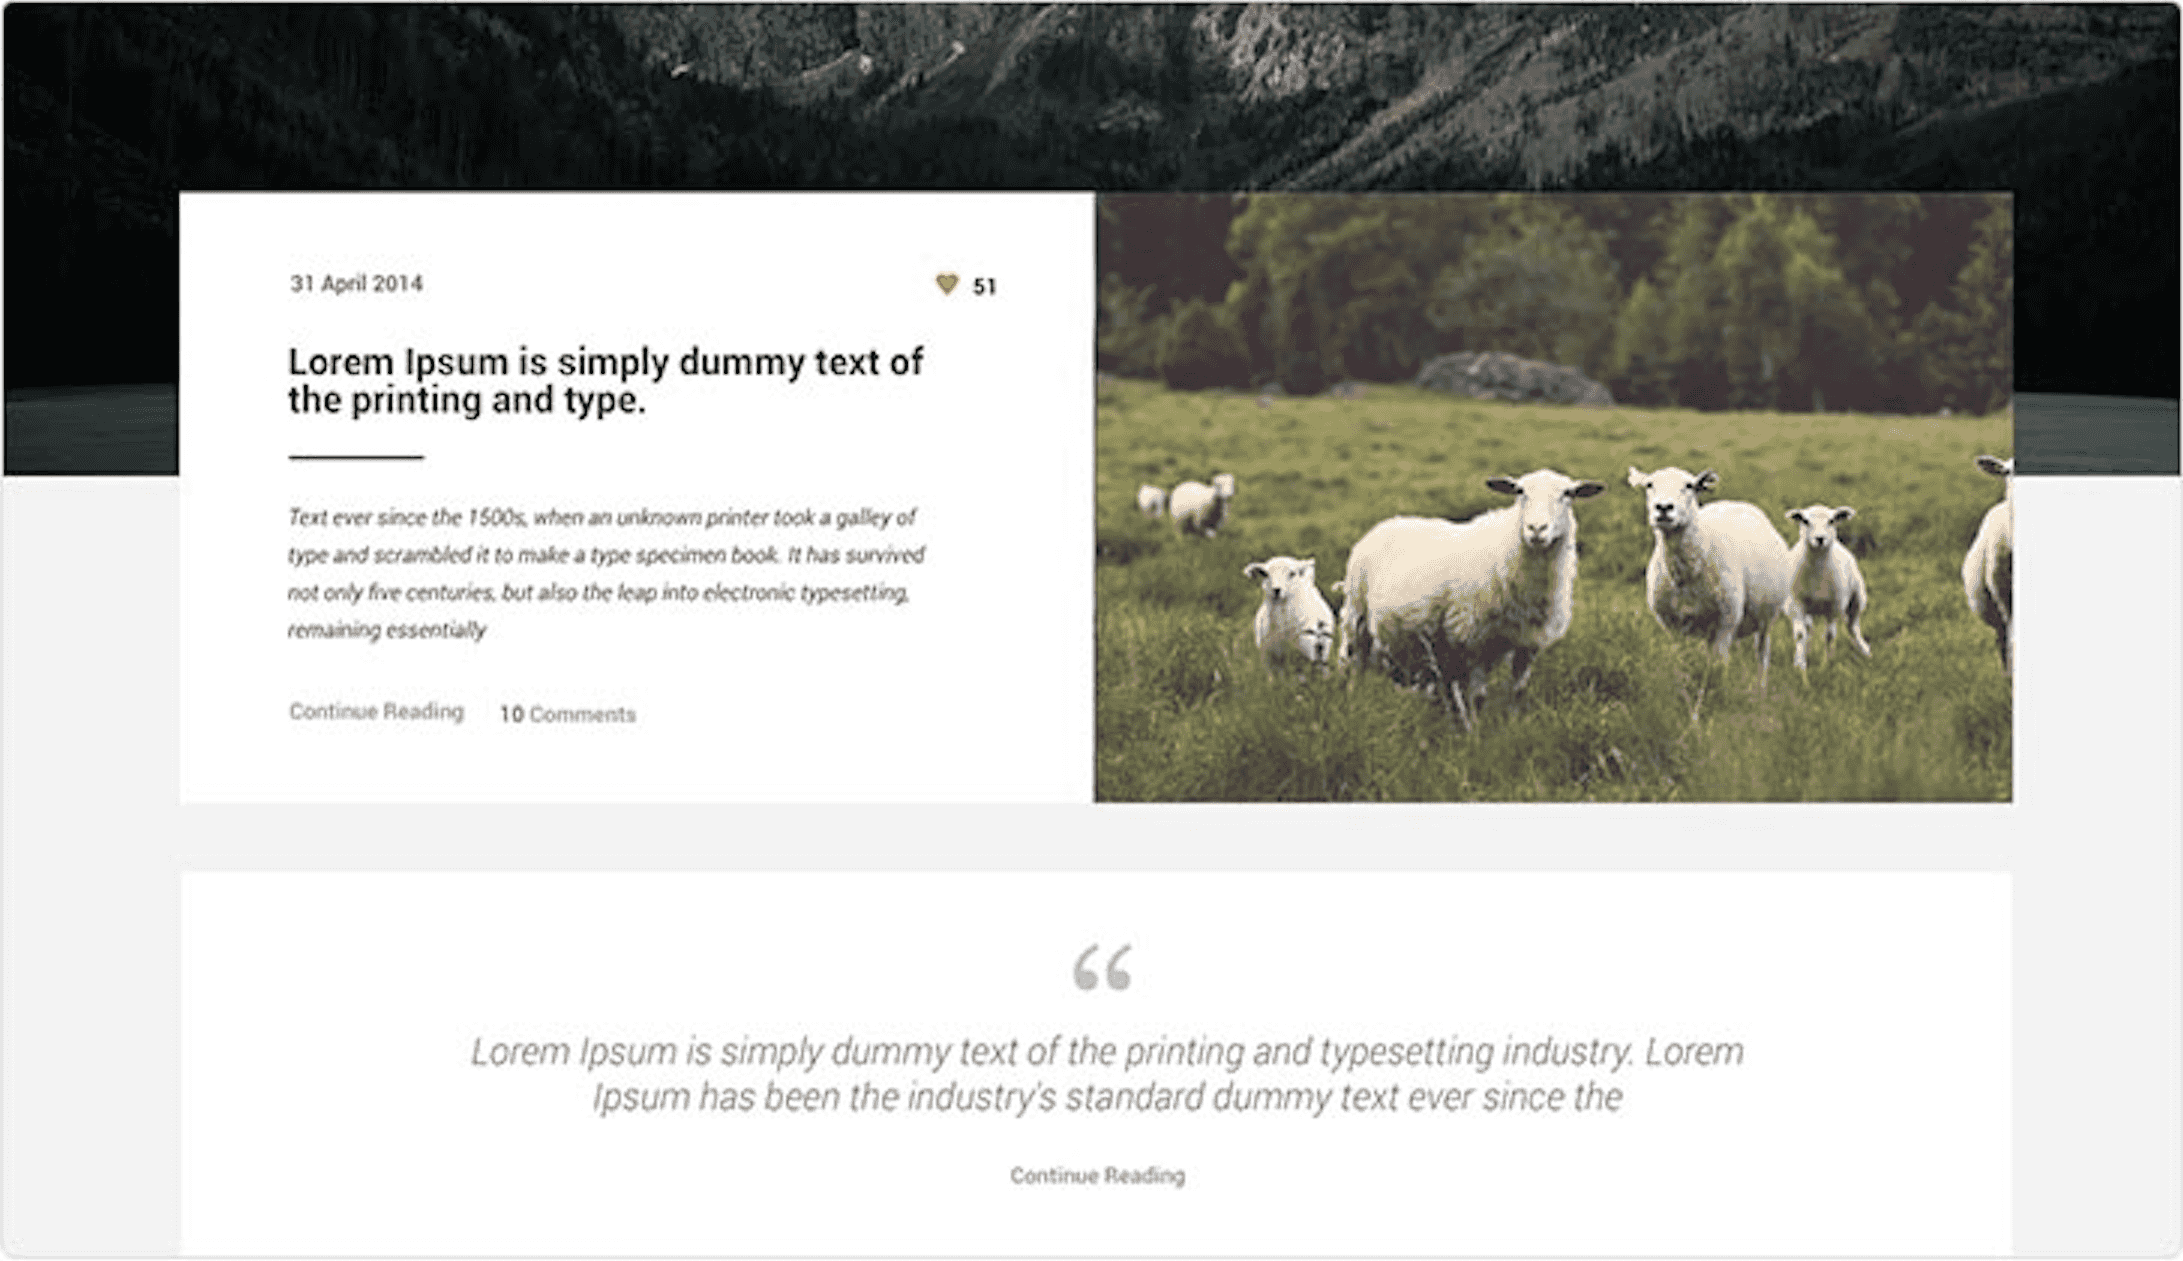 31 April 2014
51
Lorem Ipsum is simply dummy text of
the printing and type.
Text ever since the 1500s, when an unknown printer took a galley of
type and scrambled it to make a type specimen book. It has survived
not only five centuries, but also the leap into electronic typesetting,
remaining essentially
Continue Reading 10 Comments
“
Lorem Ipsum is simply dummy text of the printing and typesetting industry. Lorem
Ipsum has been the industry's standard dummy text ever since the
Continue Reading